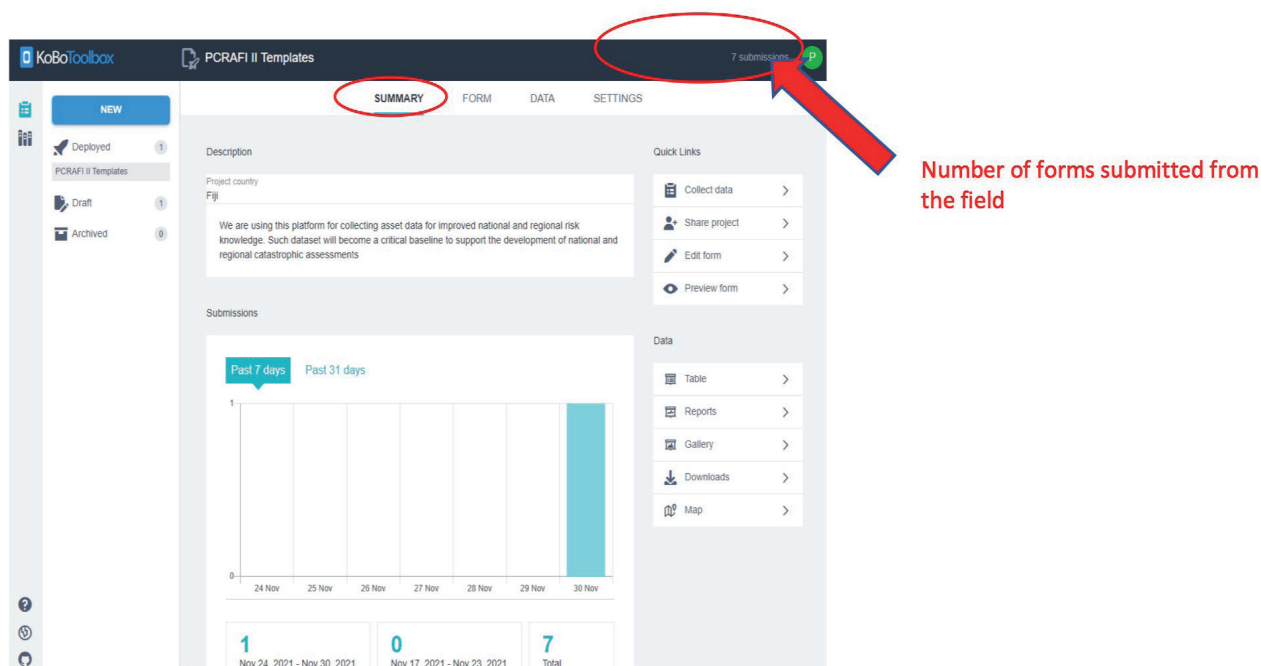 KoBoToolbox
PCRAFI II Templates
7 submissions
P
NEW
Deployed 1
PCRAFI II Templates
Draft 1
Archived 0
SUMMARY FORM DATA SETTINGS
Description
Project country
Fiji
We are using this platform for collecting asset data for improved national and regional risk
knowledge. Such dataset will become a critical baseline to support the development of national and
regional catastrophic assessments
Submissions
Past 7 days Past 31 days
1
0
24 Nov 25 Nov 26 Nov 27 Nov 28 Nov 29 Nov 30 Nov
1
Nov 24, 2021 - Nov 30, 2021
0
Nov 17, 2021 - Nov 23, 2021
7
Total
Quick Links
Collect data
Share project
Edit form
Preview form
Data
Table
Reports
Gallery
Downloads
Map
Number of forms submitted from
the field